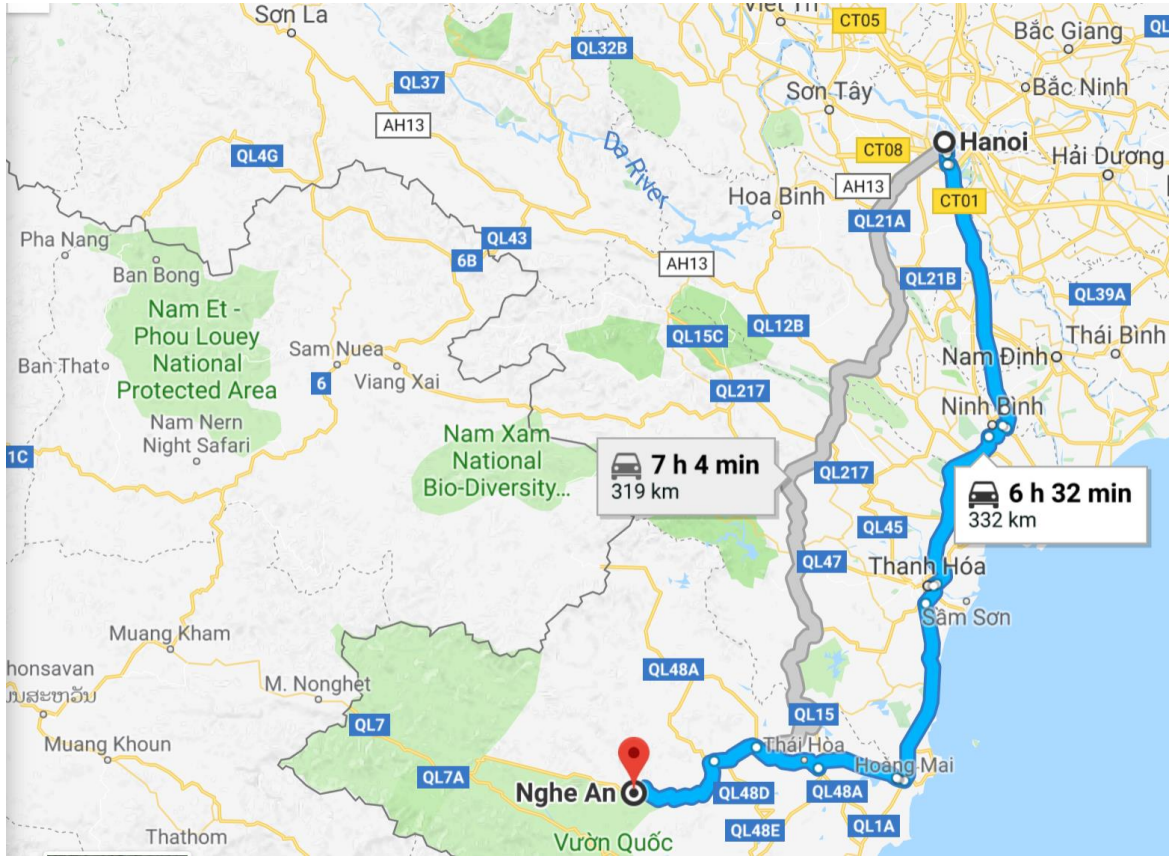 Việt Trì
Sơn La
CT05
Bắc Giang
QL32B
QL37
Bắc Ninh
Sơn Tây
AH13
Hanoi
CT08
QL4G
Da River
Hải Dương
AH13
Hoa Binh
CT01
QL21A
Pha Nang
QL43
6B
AH13
Ban Bong
QL21B
QL39A
Nam Et -
Phou Louey
National
Protected Area
QL15C
QL12B
Thái Bình
Sam Nuea
Nam Định
Ban That
6
Viang Xai
QL217
Ninh Bình
Nam Nern
Night Safari
Nam Xam
National
Bio-Diversity...
1C
7 h 4 min
319 km
QL217
6 h 32 min
332 km
QL45
QL47
Thanh Hóa
Sầm Sơn
Muang Kham
honsavan
QL48A
M. Nonghet
QL15
QL7
Muang Khoun
Thái Hòa
Hoàng Mai
QL7A
Nghe An
QL48D
QL48A
QL48E
QL1A
Thathom
Vườn Quốc